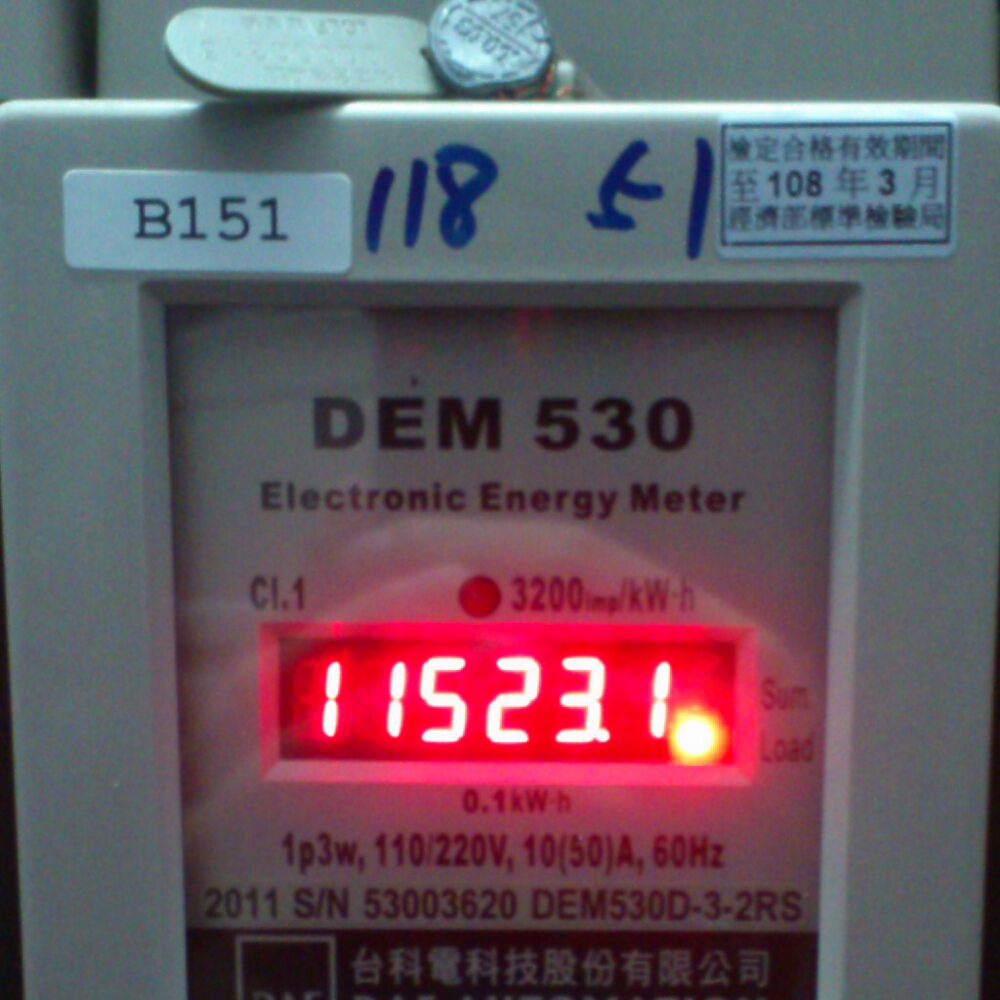 B151
118 51
檢定合格有效期間
至 108 年 3 月
經濟部標準檢驗局
DEM 530
Electronic Energy Meter
Cl.1
3200imp/kW·h
11523.1
Sum
Load
0.1kW·h
1p3w, 110/220V, 10(50)A, 60Hz
2011 S/N 53003620 DEM530D-3-2RS
台科電科技股份有限公司